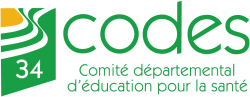 codes
34
Comité départemental
d'éducation pour la santé